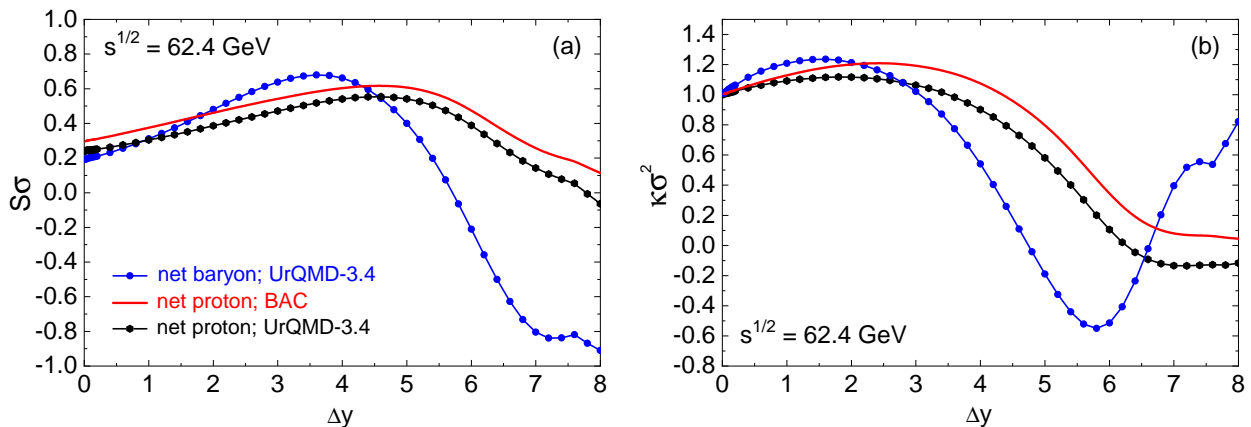 s^1/2 = 62.4 GeV
(a)
Sσ
1.0
0.8
0.6
0.4
0.2
0.0
-0.2
-0.4
-0.6
-0.8
-1.0
net baryon; UrQMD-3.4
net proton; BAC
net proton; UrQMD-3.4
0 1 2 3 4 5 6 7 8
Δy
(b)
κσ²
1.4
1.2
1.0
0.8
0.6
0.4
0.2
0.0
-0.2
-0.4
-0.6
-0.8
s^1/2 = 62.4 GeV
0 1 2 3 4 5 6 7 8
Δy